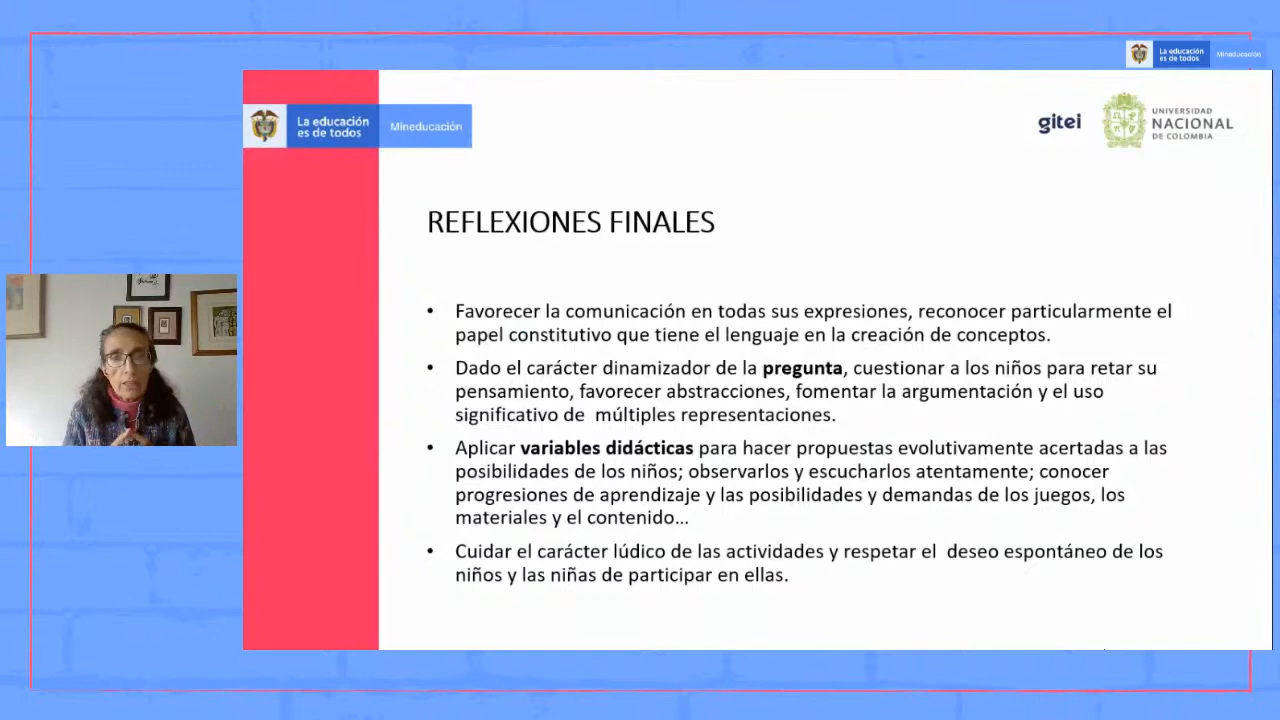 La educación
es de todos
Mineducación
La educación
es de todos
Mineducación
gitei
UNIVERSIDAD
NACIONAL
DE COLOMBIA
REFLEXIONES FINALES
• Favorecer la comunicación en todas sus expresiones, reconocer particularmente el
papel constitutivo que tiene el lenguaje en la creación de conceptos.
• Dado el carácter dinamizador de la pregunta, cuestionar a los niños para retar su
pensamiento, favorecer abstracciones, fomentar la argumentación y el uso
significativo de múltiples representaciones.
• Aplicar variables didácticas para hacer propuestas evolutivamente acertadas a las
posibilidades de los niños; observarlos y escucharlos atentamente; conocer
progresiones de aprendizaje y las posibilidades y demandas de los juegos, los
materiales y el contenido…
• Cuidar el carácter lúdico de las actividades y respetar el deseo espontáneo de los
niños y las niñas de participar en ellas.